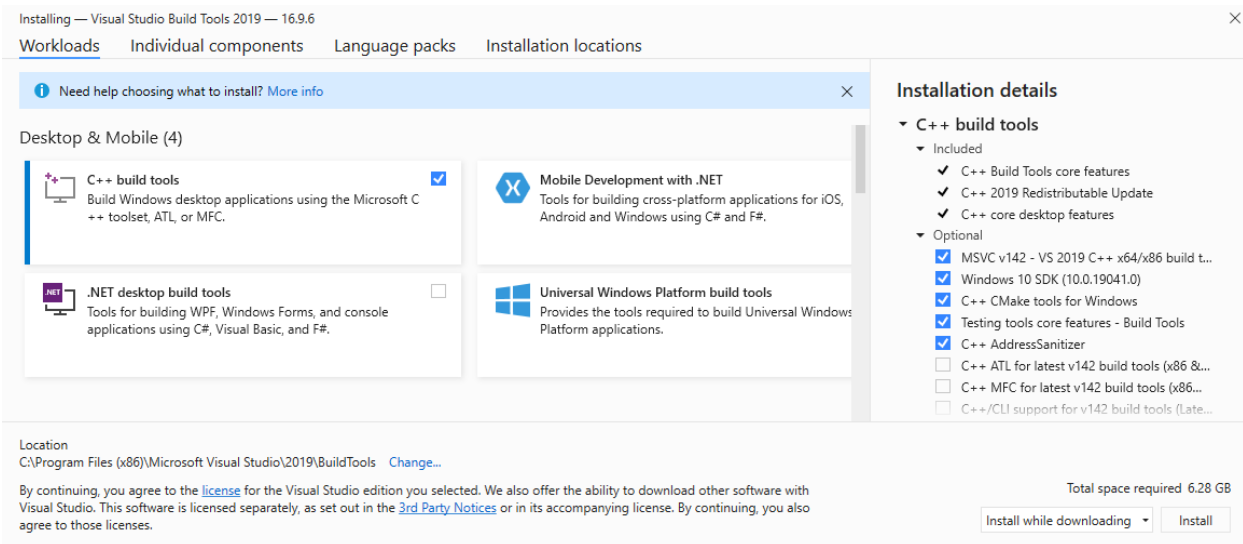 Installing — Visual Studio Build Tools 2019 — 16.9.6
Workloads Individual components Language packs Installation locations
Need help choosing what to install? More info
Desktop & Mobile (4)
C++ build tools
Build Windows desktop applications using the Microsoft C
++ toolset, ATL, or MFC.
Mobile Development with .NET
Tools for building cross-platform applications for iOS,
Android and Windows using C# and F#.
.NET
.NET desktop build tools
Tools for building WPF, Windows Forms, and console
applications using C#, Visual Basic, and F#.
Universal Windows Platform build tools
Provides the tools required to build Universal Windows
Platform applications.
Installation details
C++ build tools
Included
C++ Build Tools core features
C++ 2019 Redistributable Update
C++ core desktop features
Optional
MSVC v142 - VS 2019 C++ x64/x86 build t...
Windows 10 SDK (10.0.19041.0)
C++ CMake tools for Windows
Testing tools core features - Build Tools
C++ AddressSanitizer
C++ ATL for latest v142 build tools (x86 &...
C++ MFC for latest v142 build tools (x86...
C++/CLI support for v142 build tools (Late...
Location
C:\Program Files (x86)\Microsoft Visual Studio\2019\BuildTools Change...
By continuing, you agree to the license for the Visual Studio edition you selected. We also offer the ability to download other software with
Visual Studio. This software is licensed separately, as set out in the 3rd Party Notices or in its accompanying license. By continuing, you also
agree to those licenses.
Total space required 6.28 GB
Install while downloading Install